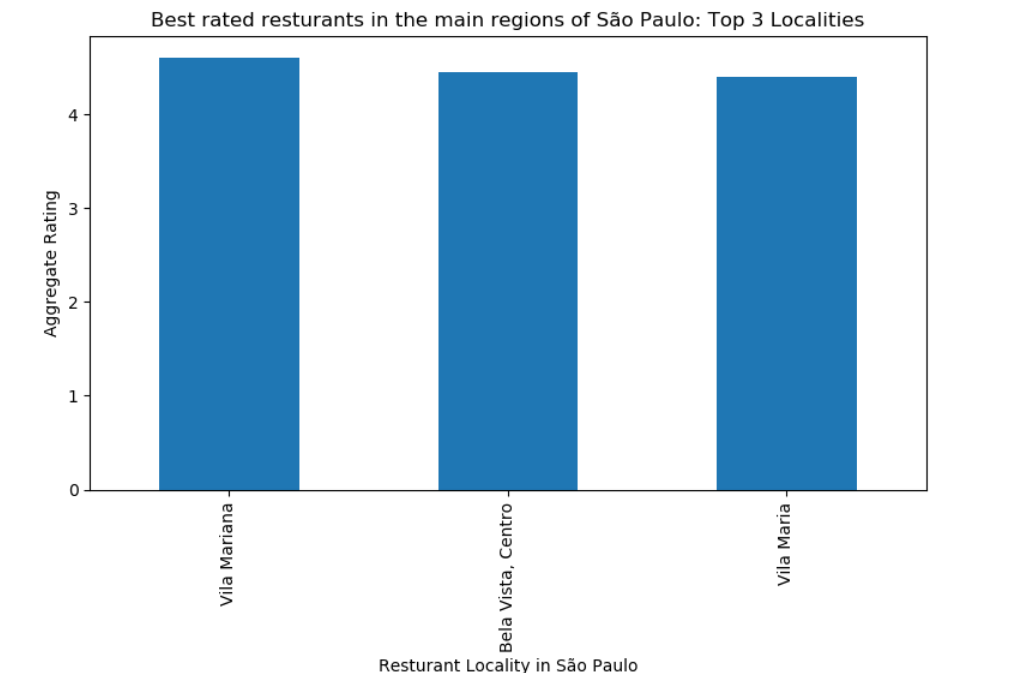 Best rated resturants in the main regions of São Paulo: Top 3 Localities
Aggregate Rating
4
3
2
1
0
Vila Mariana
Bela Vista, Centro
Vila Maria
Resturant Locality in São Paulo